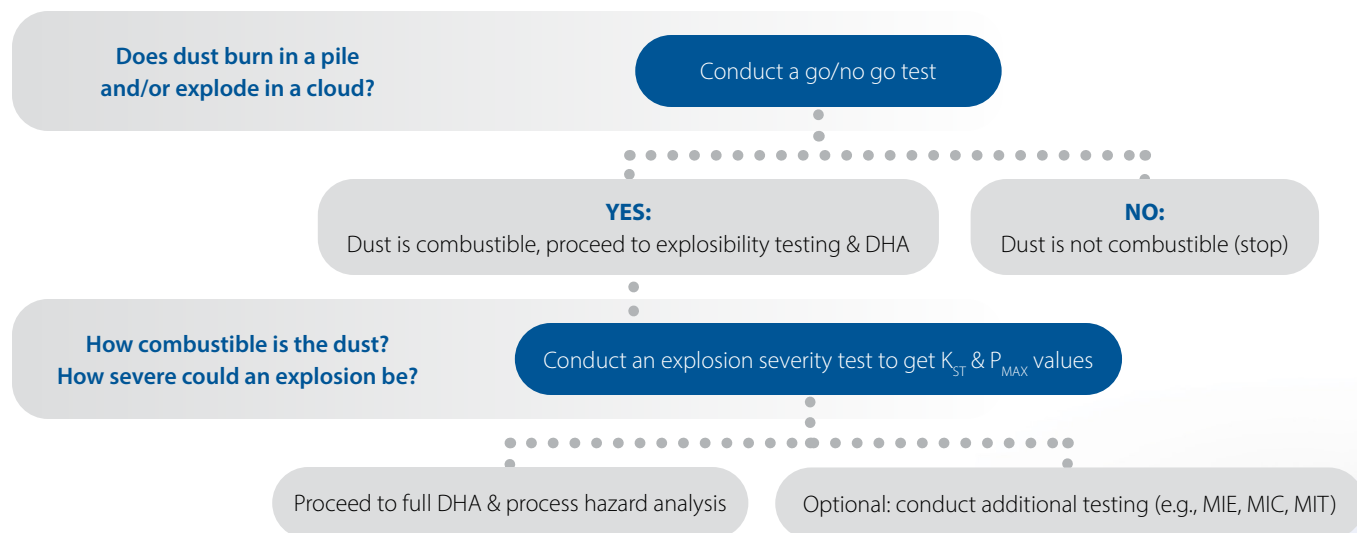 Does dust burn in a pile
and/or explode in a cloud?
Conduct a go/no go test
YES:
Dust is combustible, proceed to explosibility testing & DHA
NO:
Dust is not combustible (stop)
How combustible is the dust?
How severe could an explosion be?
Conduct an explosion severity test to get K_ST & P_MAX values
Proceed to full DHA & process hazard analysis
Optional: conduct additional testing (e.g., MIE, MIC, MIT)